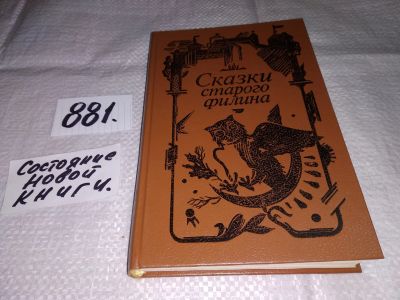 881.
Состояние
новой
книги.
Сказки
старого
филина